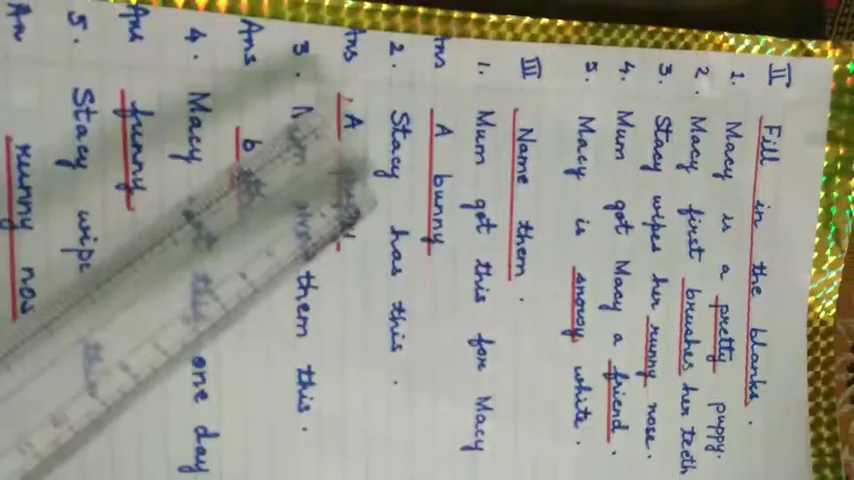 II Fill in the blanks.
1. Macy is a pretty puppy.
2. Macy first brushes her teeth
3. Stacy wipes her runny nose.
4. Mum got Macy a friend.
5. Macy is snowy white.
III Name them.
1. Mum got this for Macy
Ans A bunny
2. Stacy has this.
Ans A
3. them this.
Ans
4. Macy one day
Ans funny
5. Stacy wipe
An runny nos